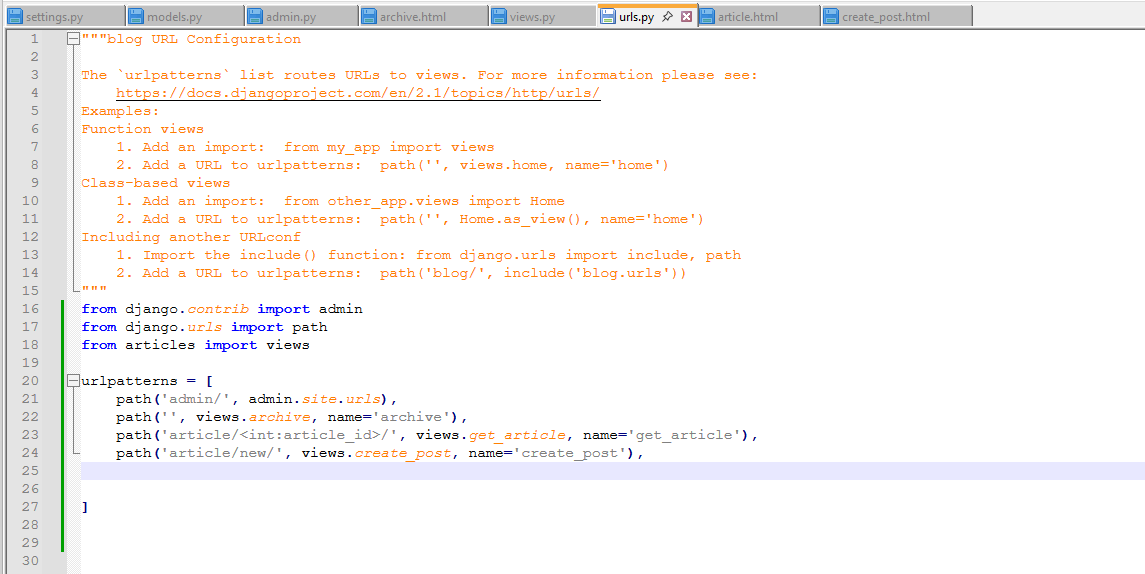 settings.py models.py admin.py archive.html views.py urls.py article.html create_post.html
1 """blog URL Configuration
2
3 The `urlpatterns` list routes URLs to views. For more information please see:
4 https://docs.djangoproject.com/en/2.1/topics/http/urls/
5 Examples:
6 Function views
7 1. Add an import:  from my_app import views
8 2. Add a URL to urlpatterns:  path('', views.home, name='home')
9 Class-based views
10 1. Add an import:  from other_app.views import Home
11 2. Add a URL to urlpatterns:  path('', Home.as_view(), name='home')
12 Including another URLconf
13 1. Import the include() function: from django.urls import include, path
14 2. Add a URL to urlpatterns:  path('blog/', include('blog.urls'))
15 """
16 from django.contrib import admin
17 from django.urls import path
18 from articles import views
19
20 urlpatterns = [
21 path('admin/', admin.site.urls),
22 path('', views.archive, name='archive'),
23 path('article/<int:article_id>/', views.get_article, name='get_article'),
24 path('article/new/', views.create_post, name='create_post'),
25
26
27 ]
28
29
30